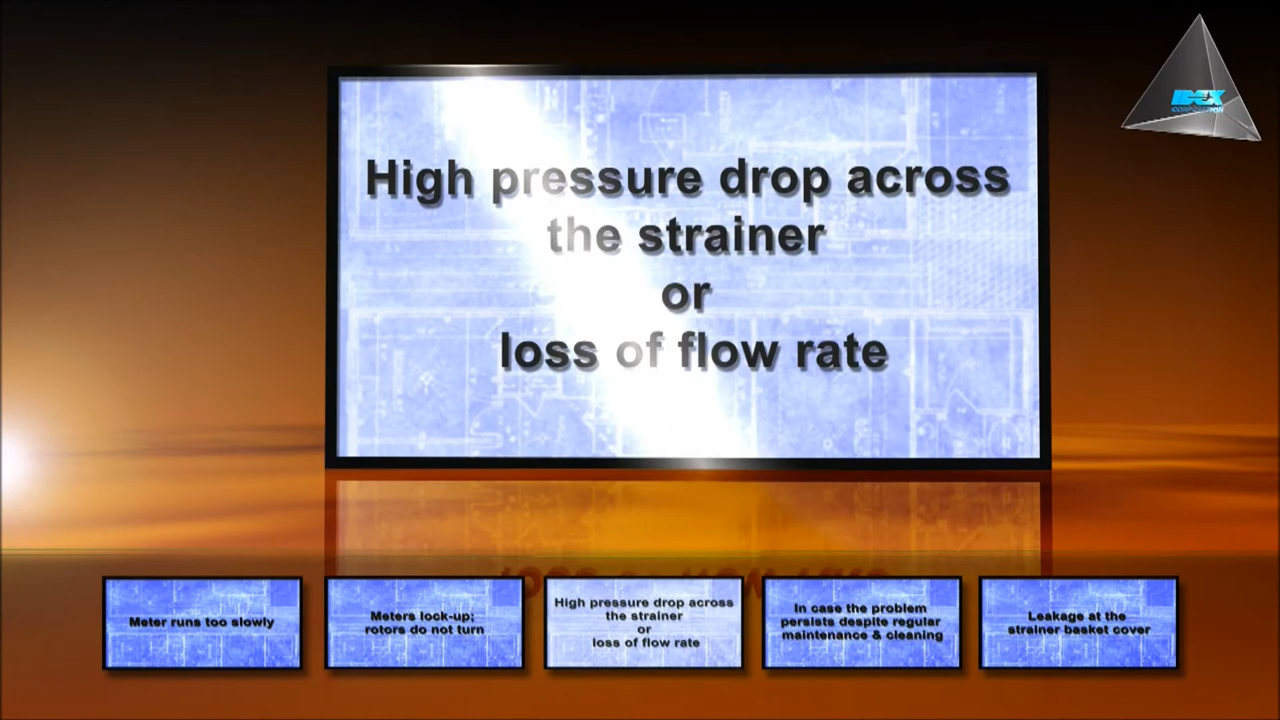 IDEX
CORPORATION
High pressure drop across
the strainer
or
loss of flow rate
Meter runs too slowly
Meters lock-up;
rotors do not turn
High pressure drop across
the strainer
or
loss of flow rate
In case the problem
persists despite regular
maintenance & cleaning
Leakage at the
strainer basket cover